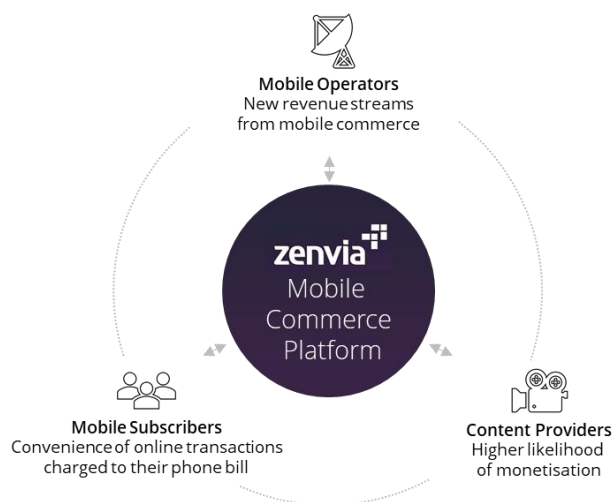 Mobile Operators
New revenue streams
from mobile commerce
zenvia
Mobile
Commerce
Platform
Mobile Subscribers
Convenience of online transactions
charged to their phone bill
Content Providers
Higher likelihood
of monetisation